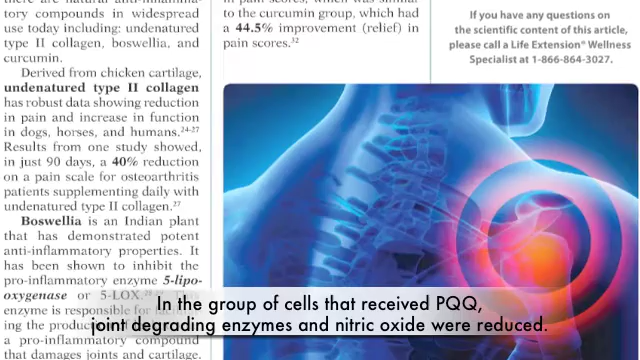 there are natural anti-inflamma-
tory compounds in widespread
use today including: undenatured
type II collagen, boswellia, and
curcumin.
Derived from chicken cartilage,
undenatured type II collagen
has robust data showing reduction
in pain and increase in function
in dogs, horses, and humans.24-27
Results from one study showed,
in just 90 days, a 40% reduction
on a pain scale for osteoarthritis
patients supplementing daily with
undenatured type II collagen.27
Boswellia is an Indian plant
that has demonstrated potent
anti-inflammatory properties. It
has been shown to inhibit the
pro-inflammatory enzyme 5-lipo-
oxygenase or 5-LOX.
enzyme is responsible for
ing the
a pro-inflammatory compound
that damages joints and cartilage.
in pain scores, which was similar
to the curcumin group, which had
a 44.5% improvement (relief) in
pain scores.32
If you have any questions on
the scientific content of this article,
please call a Life Extension® Wellness
Specialist at 1-866-864-3027.
In the group of cells that received PQQ,
joint degrading enzymes and nitric oxide were reduced.